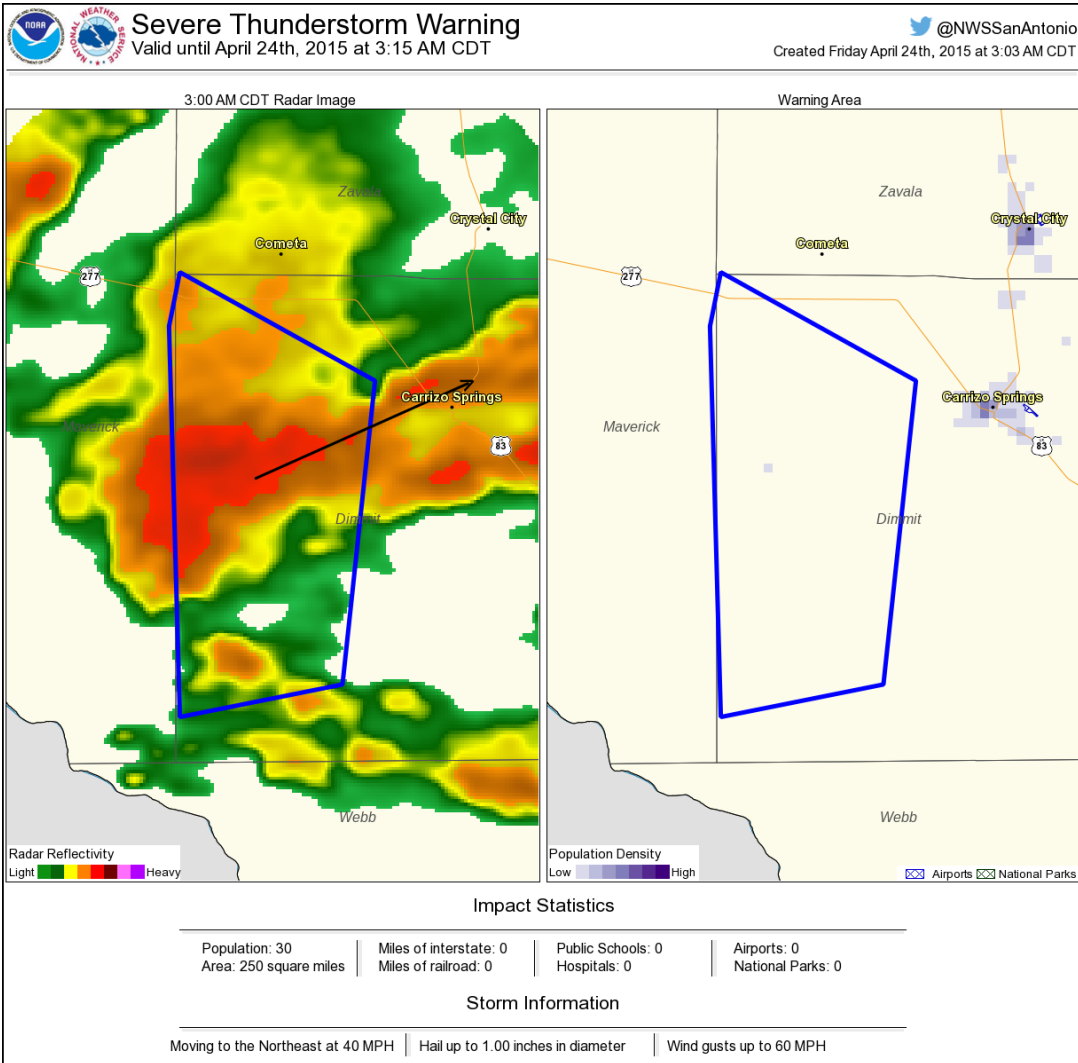 NOAA
NATIONAL WEATHER SERVICE
Severe Thunderstorm Warning
Valid until April 24th, 2015 at 3:15 AM CDT
@NWSSanAntonio
Created Friday April 24th, 2015 at 3:03 AM CDT
3:00 AM CDT Radar Image
Zavala
Crystal City
Cometa
277
Carrizo Springs
Maverick
83
Dimmit
Webb
Radar Reflectivity
Light Heavy
Warning Area
Zavala
Crystal City
Cometa
277
Carrizo Springs
Maverick
83
Dimmit
Webb
Population Density
Low High
Airports National Parks
Impact Statistics
Population: 30
Area: 250 square miles
Miles of interstate: 0
Miles of railroad: 0
Public Schools: 0
Hospitals: 0
Airports: 0
National Parks: 0
Storm Information
Moving to the Northeast at 40 MPH
Hail up to 1.00 inches in diameter
Wind gusts up to 60 MPH